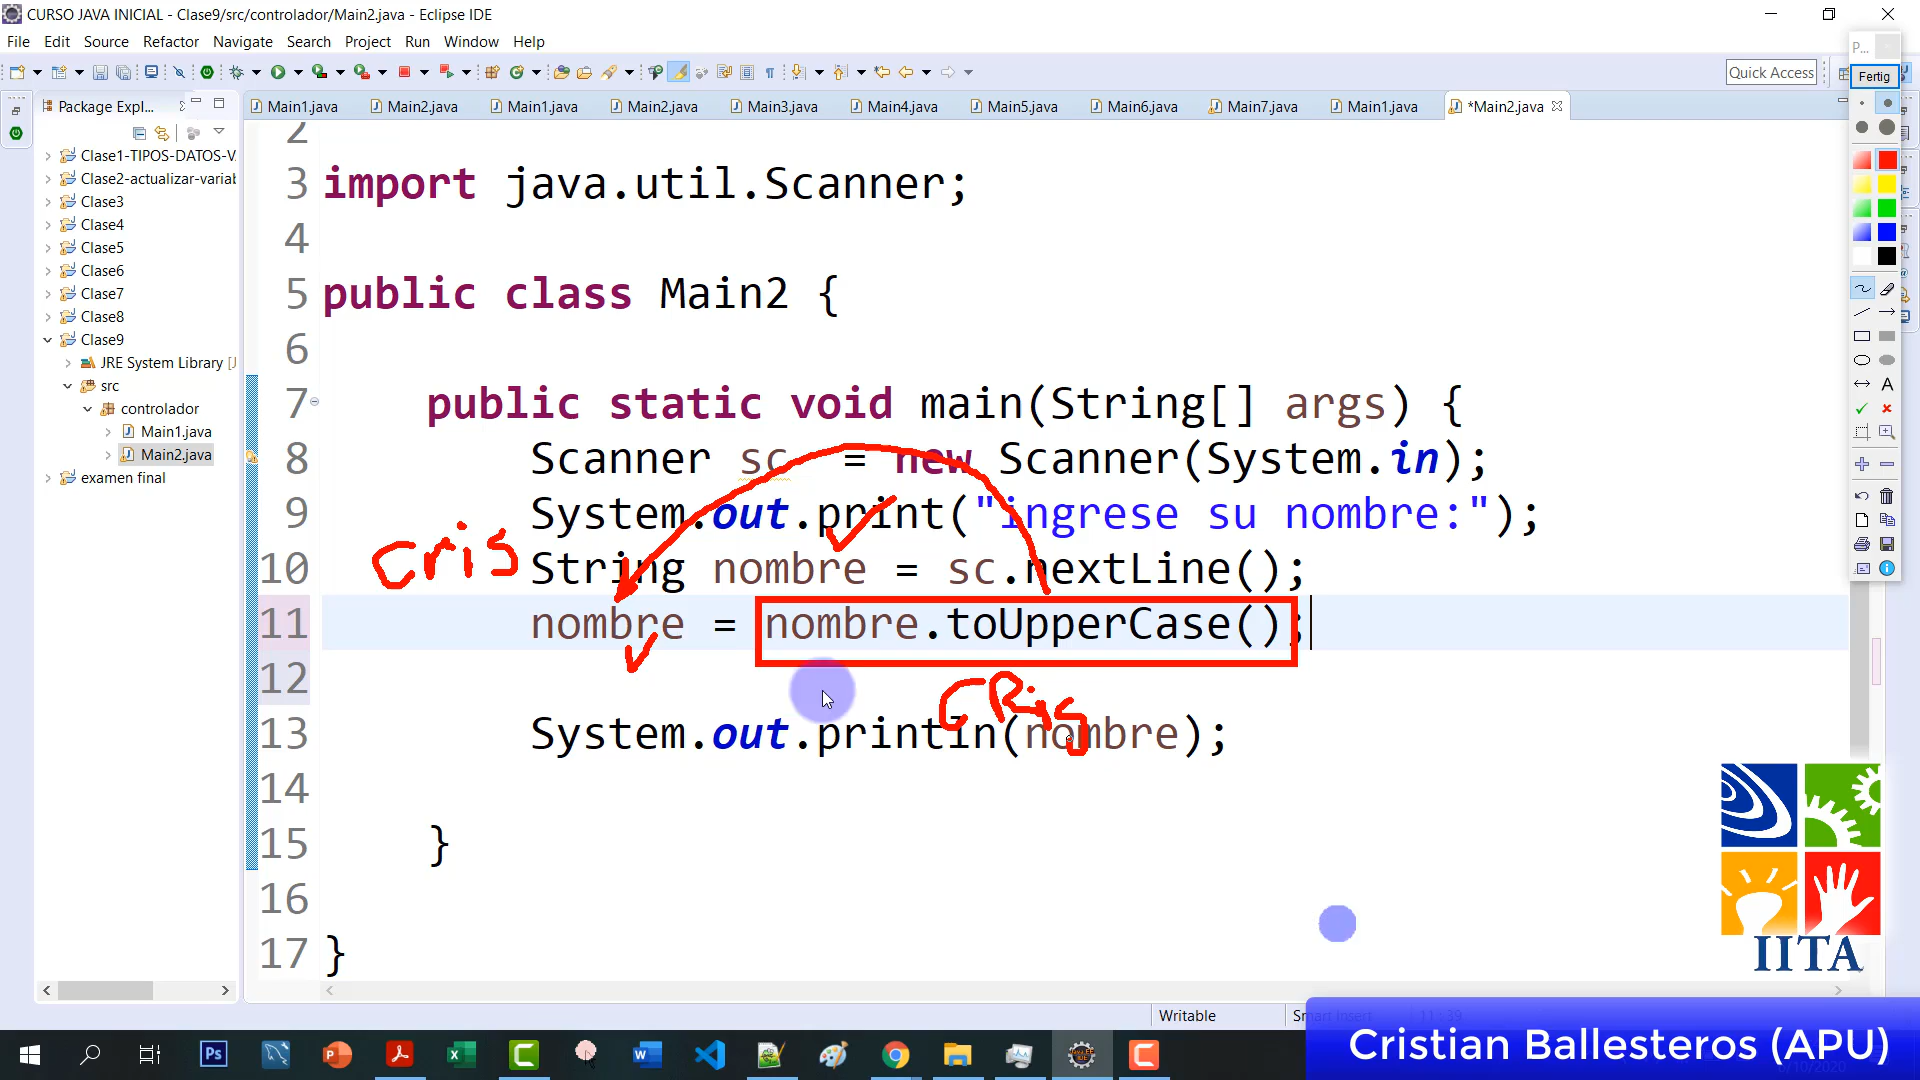 CURSO JAVA INICIAL - Clase9/src/controlador/Main2.java - Eclipse IDE
File Edit Source Refactor Navigate Search Project Run Window Help
Quick Access
P...
Fertig
Package Expl...
Main1.java Main2.java Main1.java Main2.java Main3.java Main4.java Main5.java Main6.java Main7.java Main1.java *Main2.java
Clase1-TIPOS-DATOS-V
Clase2-actualizar-variab
Clase3
Clase4
Clase5
Clase6
Clase7
Clase8
Clase9
JRE System Library [J
src
controlador
Main1.java
Main2.java
examen final
2
3 import java.util.Scanner;
4
5 public class Main2 {
6
7 public static void main(String[] args) {
8 Scanner sc = new Scanner(System.in);
9 System.out.print("ingrese su nombre:");
cris
10 String nombre = sc.nextLine();
11 nombre = nombre.toUpperCase();
12
CRis
13 System.out.println(nombre);
14
15 }
16
17 }
A
IITA
Writable
Smart Insert
11:39
Cristian Ballesteros (APU)
Ps